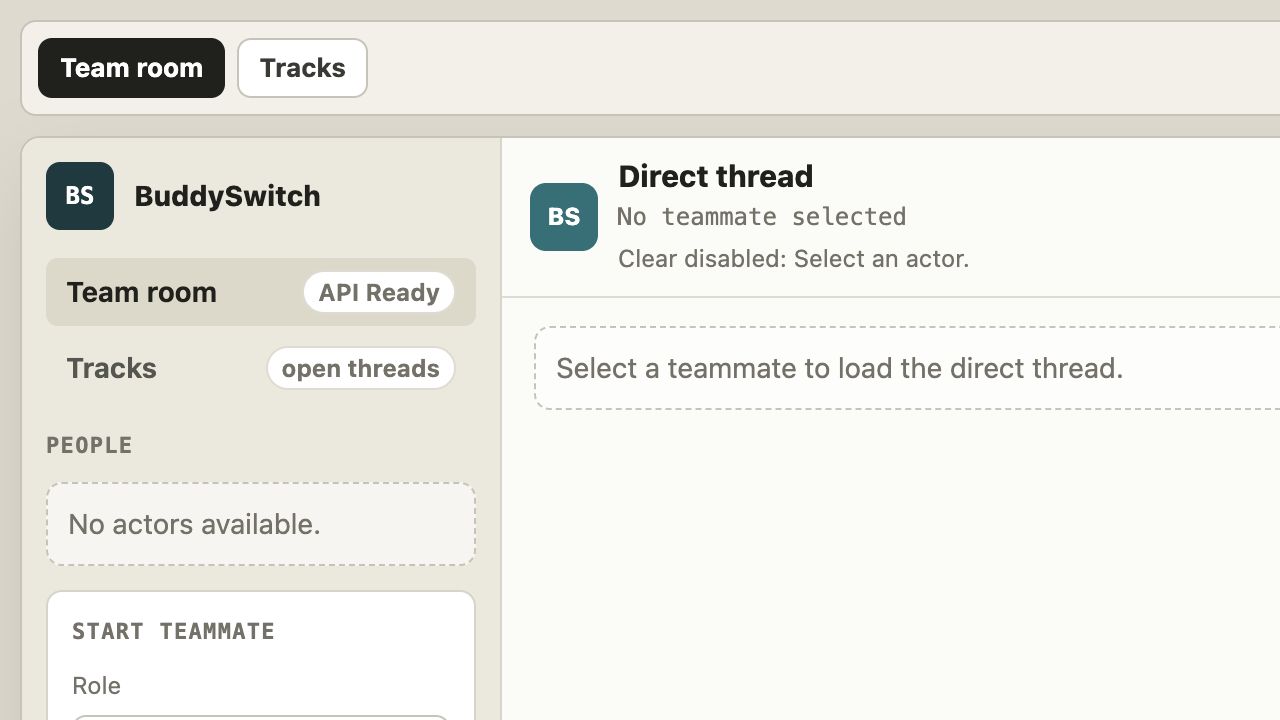 Team room
Tracks
BS
BuddySwitch
Team room
API Ready
Tracks
open threads
PEOPLE
No actors available.
START TEAMMATE
Role
BS
Direct thread
No teammate selected
Clear disabled: Select an actor.
Select a teammate to load the direct thread.